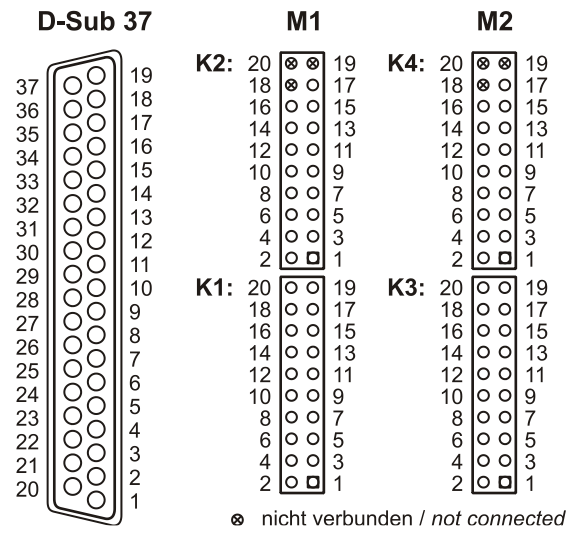 D-Sub 37 M1 M2
K2: 20 19 K4: 20 19
18 17 18 17
16 15 16 15
14 13 14 13
12 11 12 11
10 9 10 9
8 7 8 7
6 5 6 5
4 3 4 3
2 1 2 1
K1: 20 19 K3: 20 19
18 17 18 17
16 15 16 15
14 13 14 13
12 11 12 11
10 9 10 9
8 7 8 7
6 5 6 5
4 3 4 3
2 1 2 1
37 19
36 18
35 17
34 16
33 15
32 14
31 13
30 12
29 11
28 10
27 9
26 8
25 7
24 6
23 5
22 4
21 3
20 2
1
nicht verbunden / not connected